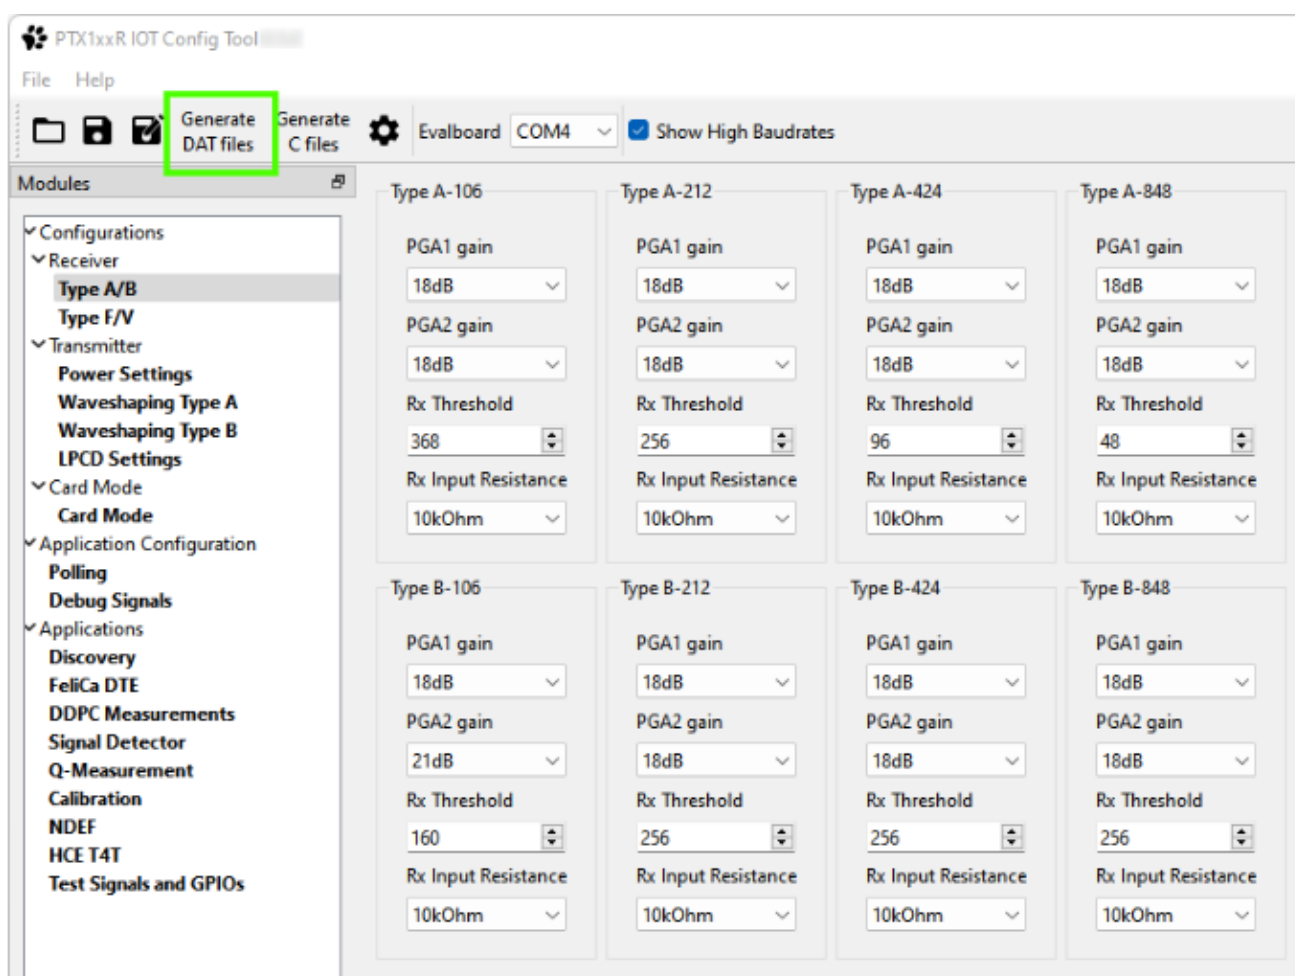 PTX1xxR IOT Config Tool
File Help
Generate DAT files
Generate C files
Evalboard COM4 Show High Baudrates
Modules
Configurations
Receiver
Type A/B
Type F/V
Transmitter
Power Settings
Waveshaping Type A
Waveshaping Type B
LPCD Settings
Card Mode
Card Mode
Application Configuration
Polling
Debug Signals
Applications
Discovery
FeliCa DTE
DDPC Measurements
Signal Detector
Q-Measurement
Calibration
NDEF
HCE T4T
Test Signals and GPIOs
Type A-106 Type A-212 Type A-424 Type A-848
PGA1 gain PGA1 gain PGA1 gain PGA1 gain
18dB 18dB 18dB 18dB
PGA2 gain PGA2 gain PGA2 gain PGA2 gain
18dB 18dB 18dB 18dB
Rx Threshold Rx Threshold Rx Threshold Rx Threshold
368 256 96 48
Rx Input Resistance Rx Input Resistance Rx Input Resistance Rx Input Resistance
10kOhm 10kOhm 10kOhm 10kOhm
Type B-106 Type B-212 Type B-424 Type B-848
PGA1 gain PGA1 gain PGA1 gain PGA1 gain
18dB 18dB 18dB 18dB
PGA2 gain PGA2 gain PGA2 gain PGA2 gain
21dB 18dB 18dB 18dB
Rx Threshold Rx Threshold Rx Threshold Rx Threshold
160 256 256 256
Rx Input Resistance Rx Input Resistance Rx Input Resistance Rx Input Resistance
10kOhm 10kOhm 10kOhm 10kOhm